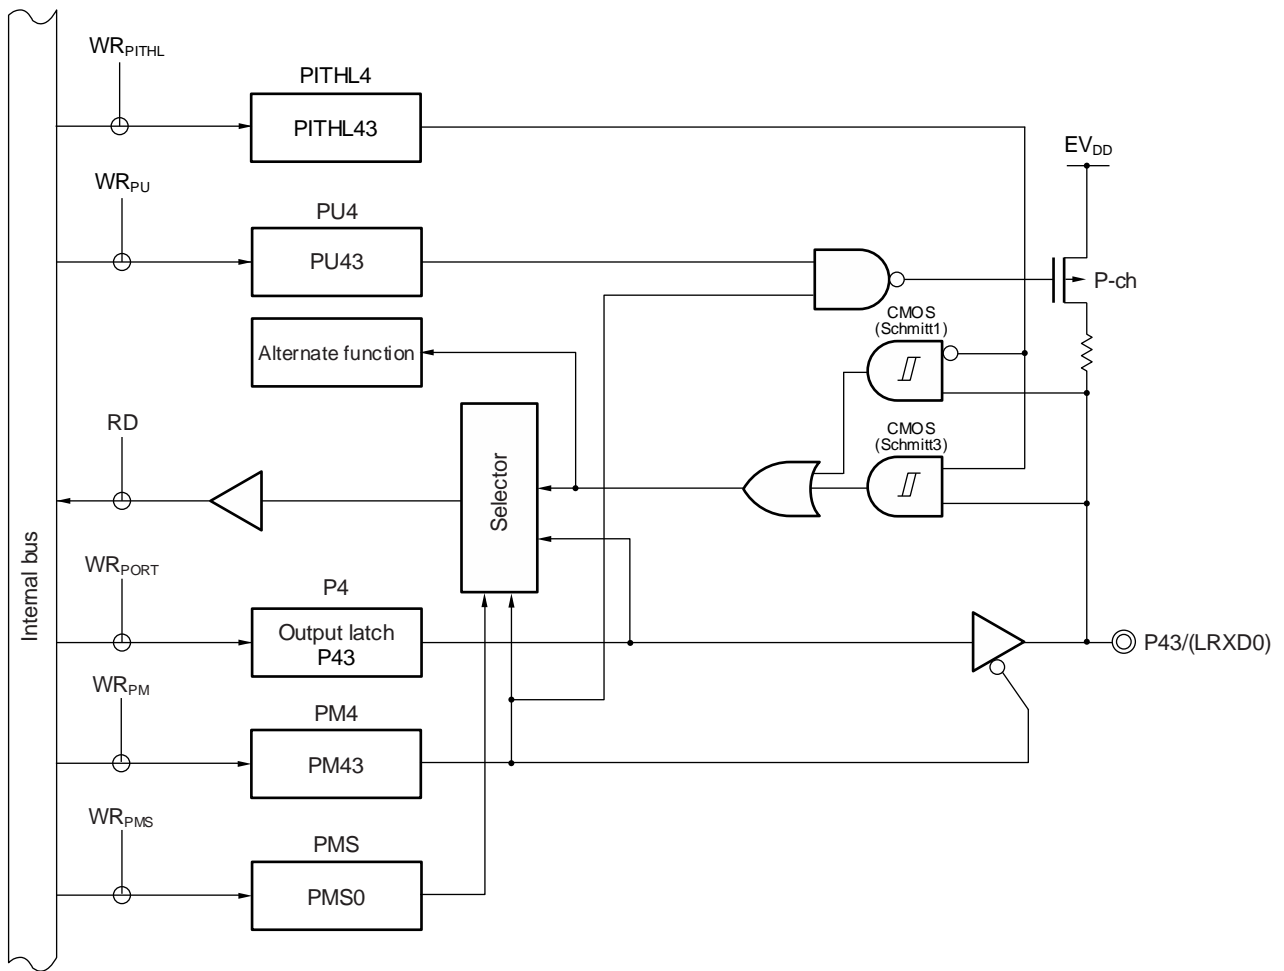 WRPITHL
PITHL4
PITHL43
EVDD
WRPU
PU4
PU43
P-ch
CMOS
(Schmitt1)
Alternate function
RD
Selector
CMOS
(Schmitt3)
Internal bus
WRPORT
P4
Output latch
P43
P43/(LRXD0)
WRPM
PM4
PM43
WRPMS
PMS
PMS0